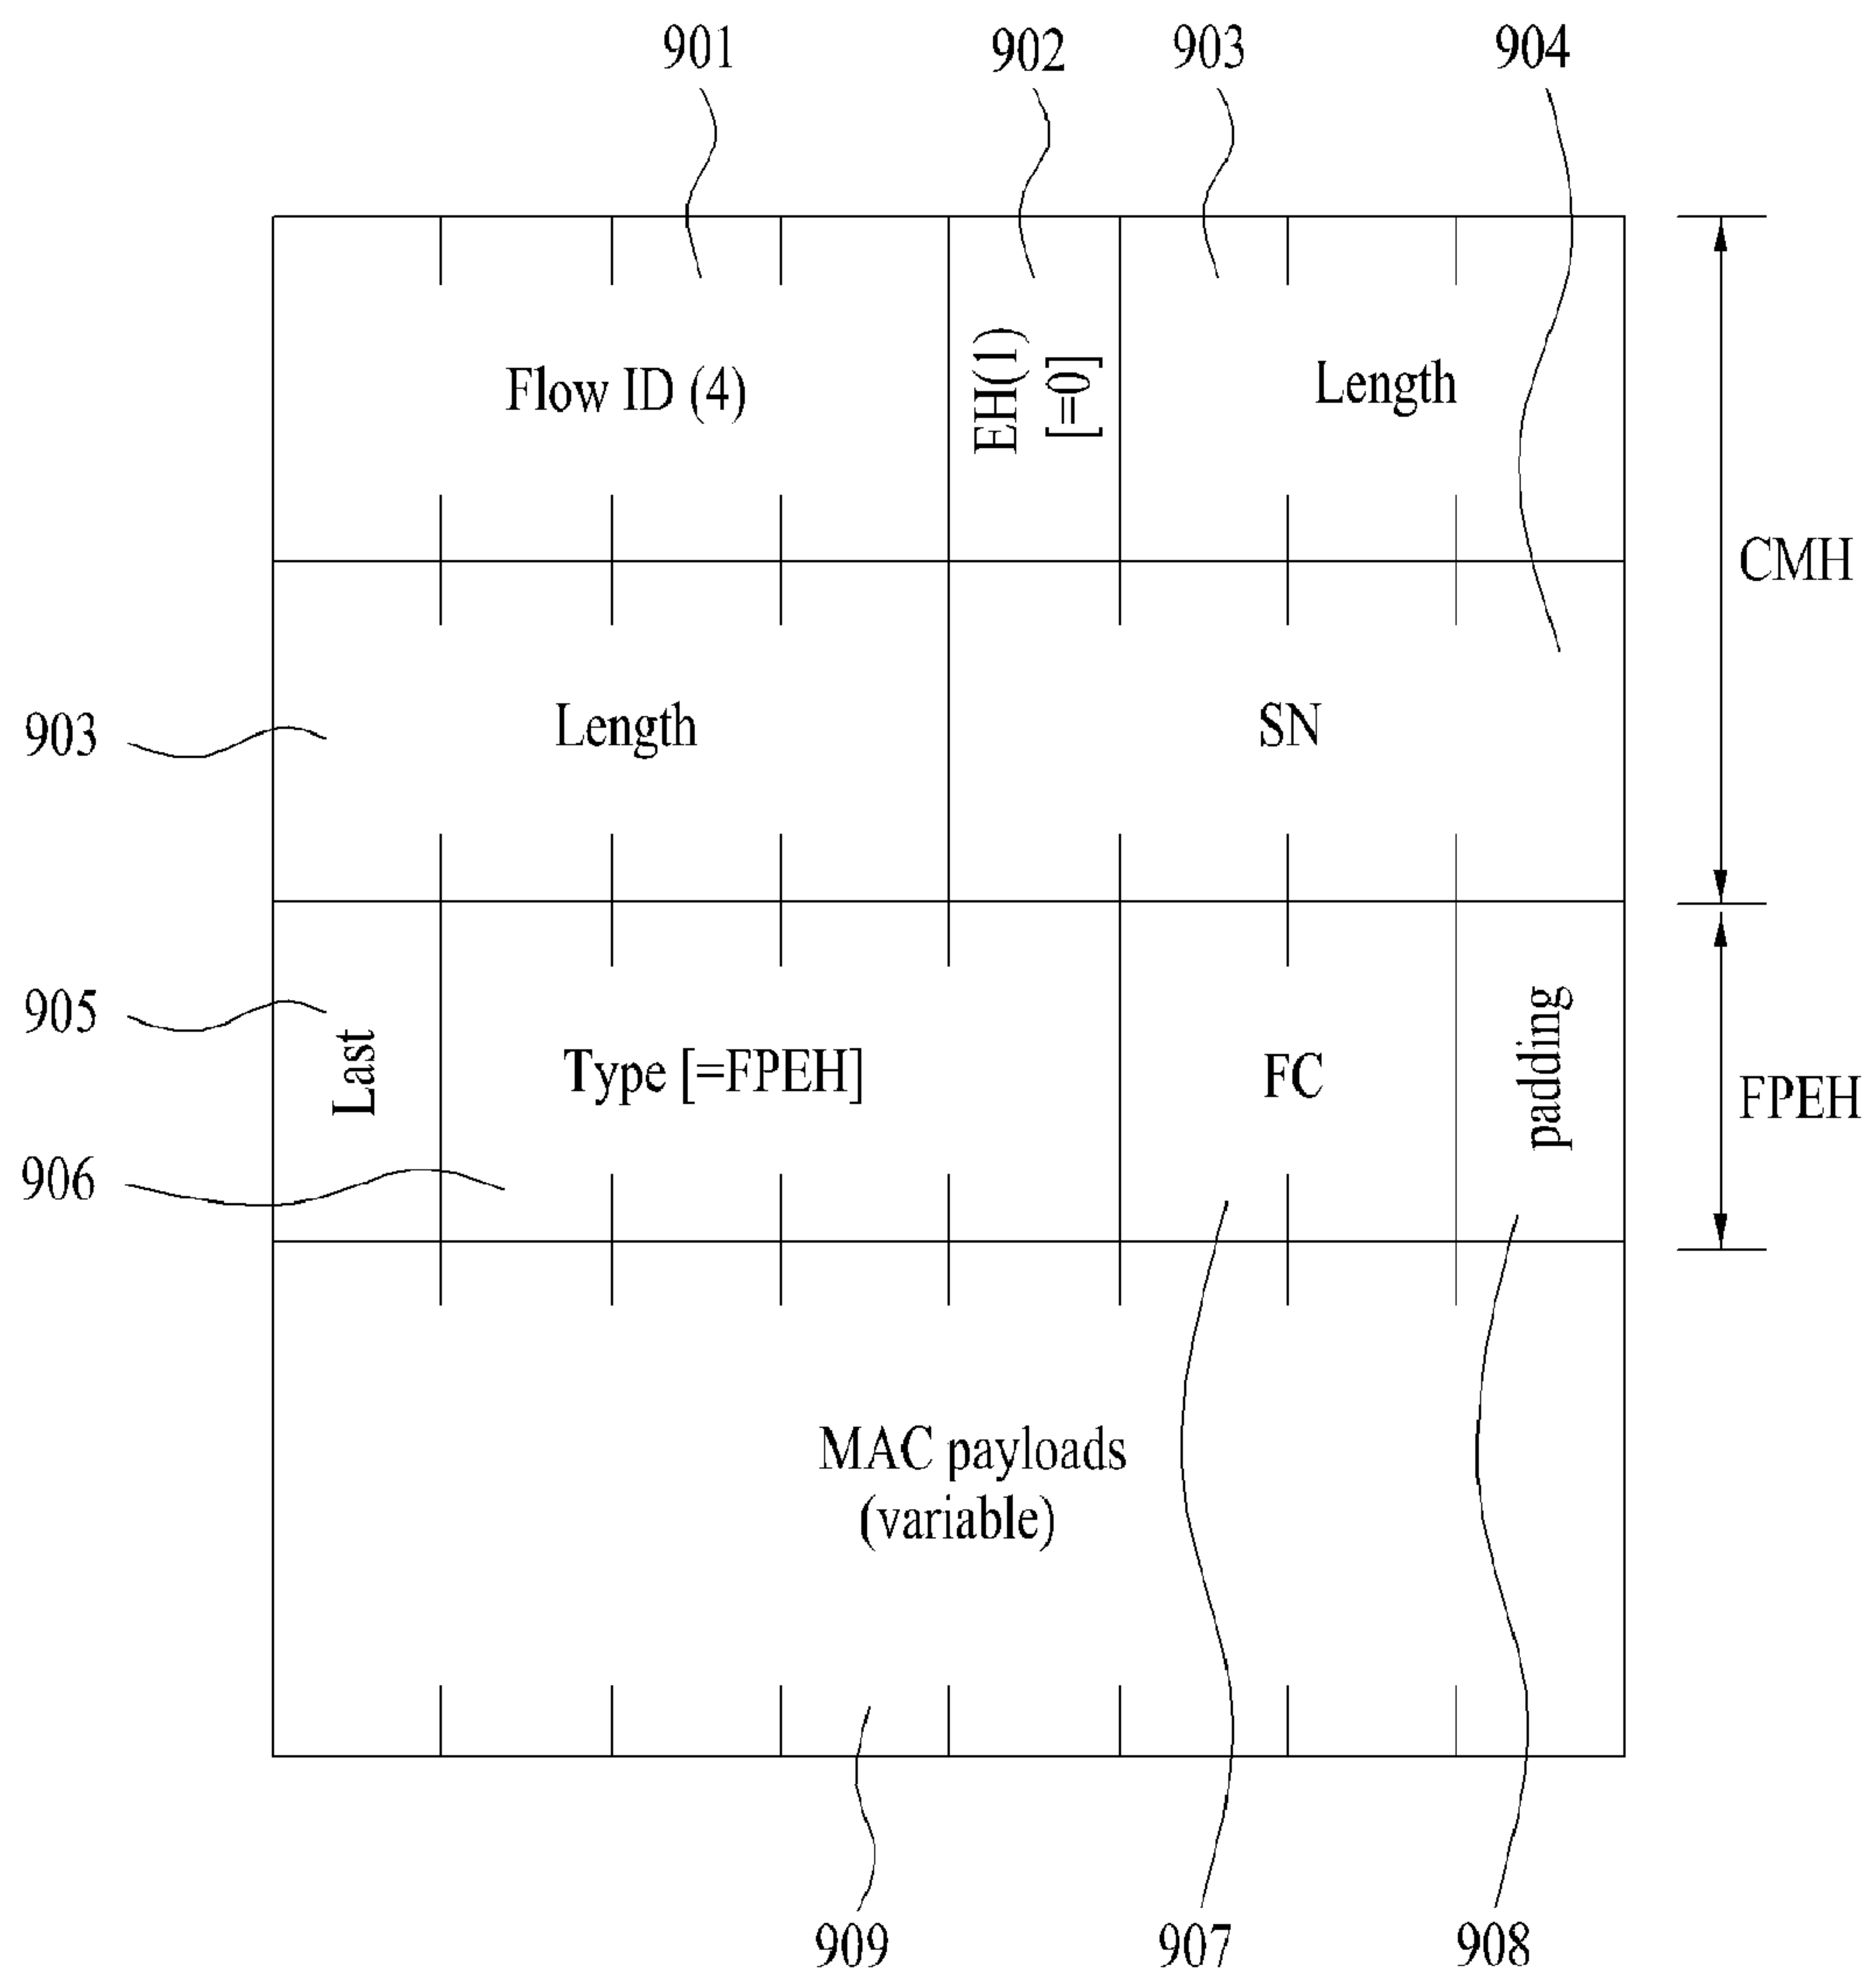 901
902
903
904
Flow ID (4)
EH(1)
[=0]
Length
CMH
903
Length
SN
905
Last
Type [=FPEH]
FC
padding
FPEH
906
MAC payloads
(variable)
909
907
908